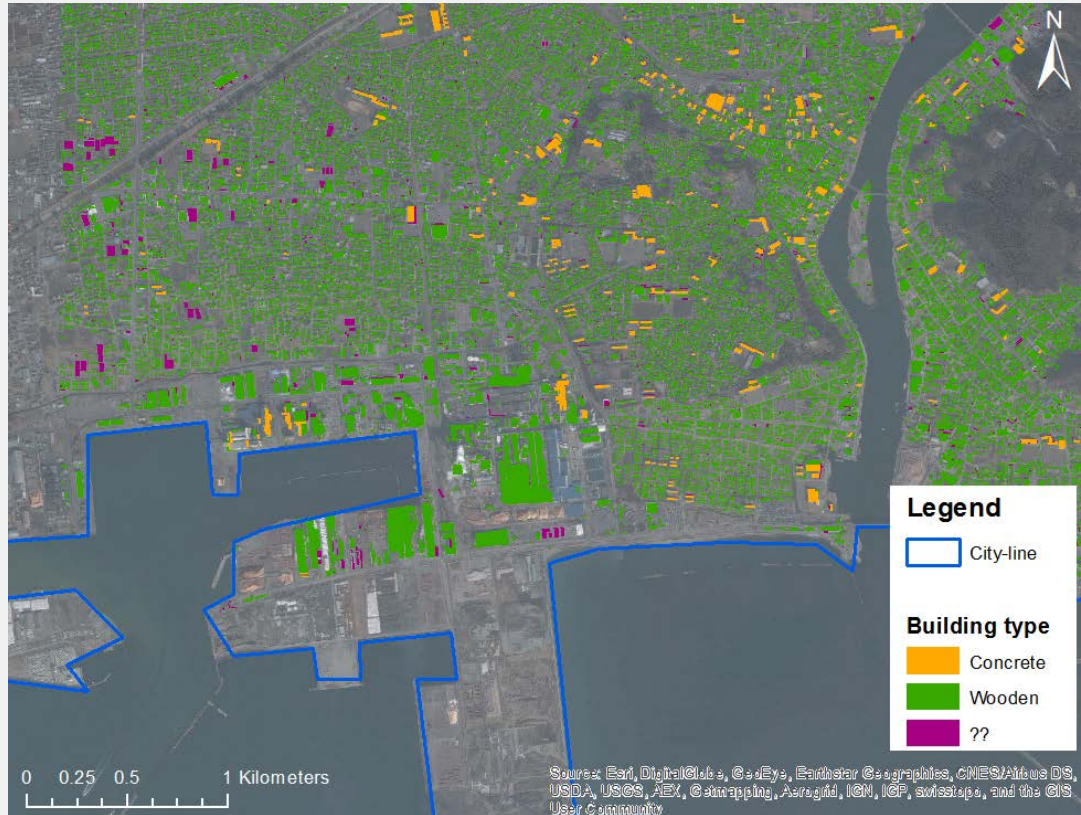 N
Legend
City-line
Building type
Concrete
Wooden
??
0 0.25 0.5 1 Kilometers
Source: Esri, DigitalGlobe, GeoEye, Earthstar Geographics, CNES/Airbus DS,
USDA, USGS, AEX, Getmapping, Aerogrid, IGN, IGP, swisstopo, and the GIS
User Community